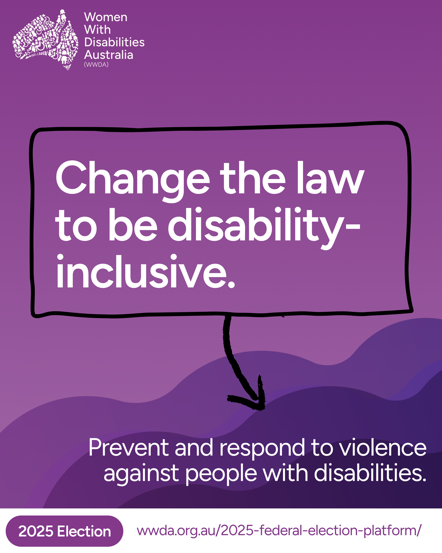 Women
With
Disabilities
Australia
(WWDA)
Change the law
to be disability-
inclusive.
Prevent and respond to violence
against people with disabilities.
2025 Election
wwda.org.au/2025-federal-election-platform/